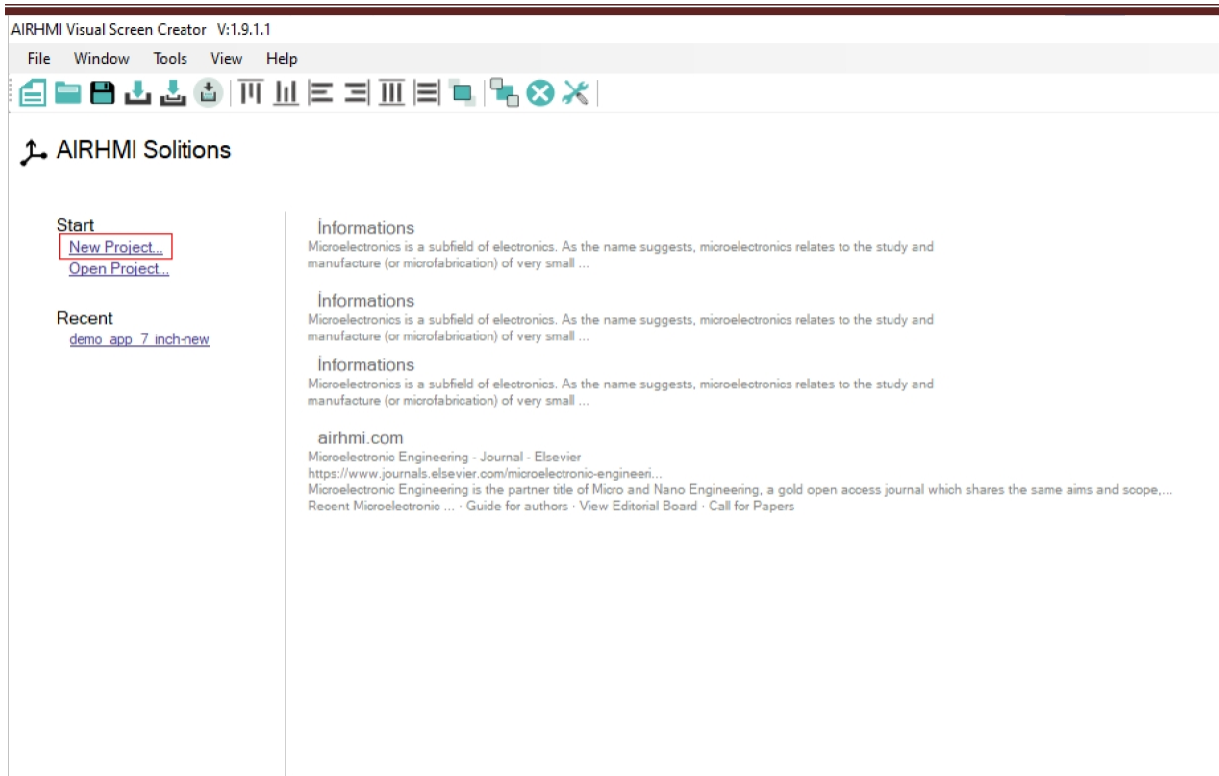 AIRHMI Visual Screen Creator V:1.9.1.1
File Window Tools View Help
AIRHMI Solitions
Start
New Project...
Open Project...
Recent
demo_app_7_inch-new
İnformations
Microelectronics is a subfield of electronics. As the name suggests, microelectronics relates to the study and
manufacture (or microfabrication) of very small ...
İnformations
Microelectronics is a subfield of electronics. As the name suggests, microelectronics relates to the study and
manufacture (or microfabrication) of very small ...
İnformations
Microelectronics is a subfield of electronics. As the name suggests, microelectronics relates to the study and
manufacture (or microfabrication) of very small ...
airhmi.com
Microelectronic Engineering - Journal - Elsevier
https://www.journals.elsevier.com/microelectronic-engineeri...
Microelectronic Engineering is the partner title of Micro and Nano Engineering, a gold open access journal which shares the same aims and scope,...
Recent Microelectronic ... · Guide for authors · View Editorial Board · Call for Papers